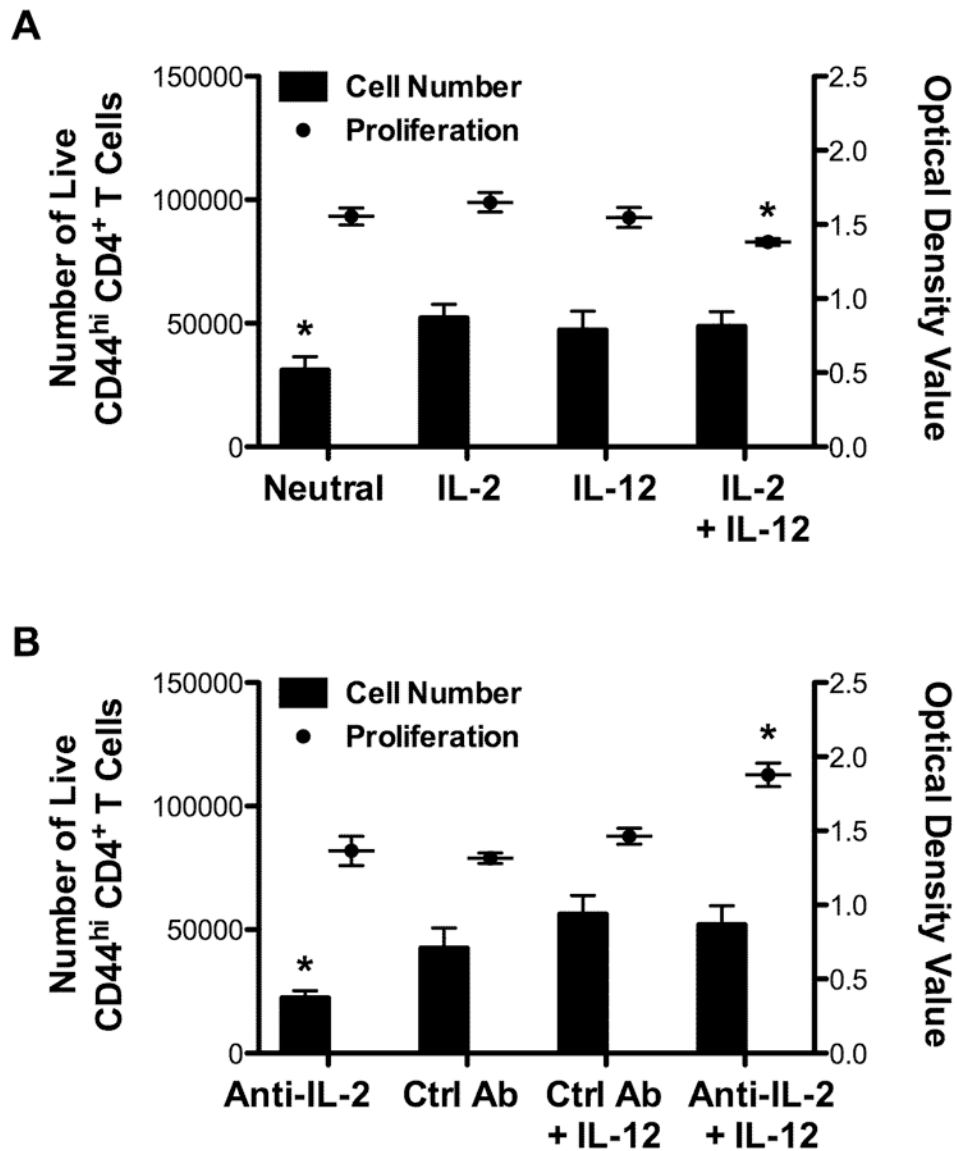 A
150000
100000
50000
0
Number of Live
CD44hi CD4+ T Cells
Cell Number
Proliferation
*
*
2.5
2.0
1.5
1.0
0.5
0.0
Optical Density Value
Neutral
IL-2
IL-12
IL-2
+ IL-12
B
150000
100000
50000
0
Number of Live
CD44hi CD4+ T Cells
Cell Number
Proliferation
*
*
2.5
2.0
1.5
1.0
0.5
0.0
Optical Density Value
Anti-IL-2
Ctrl Ab
Ctrl Ab
+ IL-12
Anti-IL-2
+ IL-12